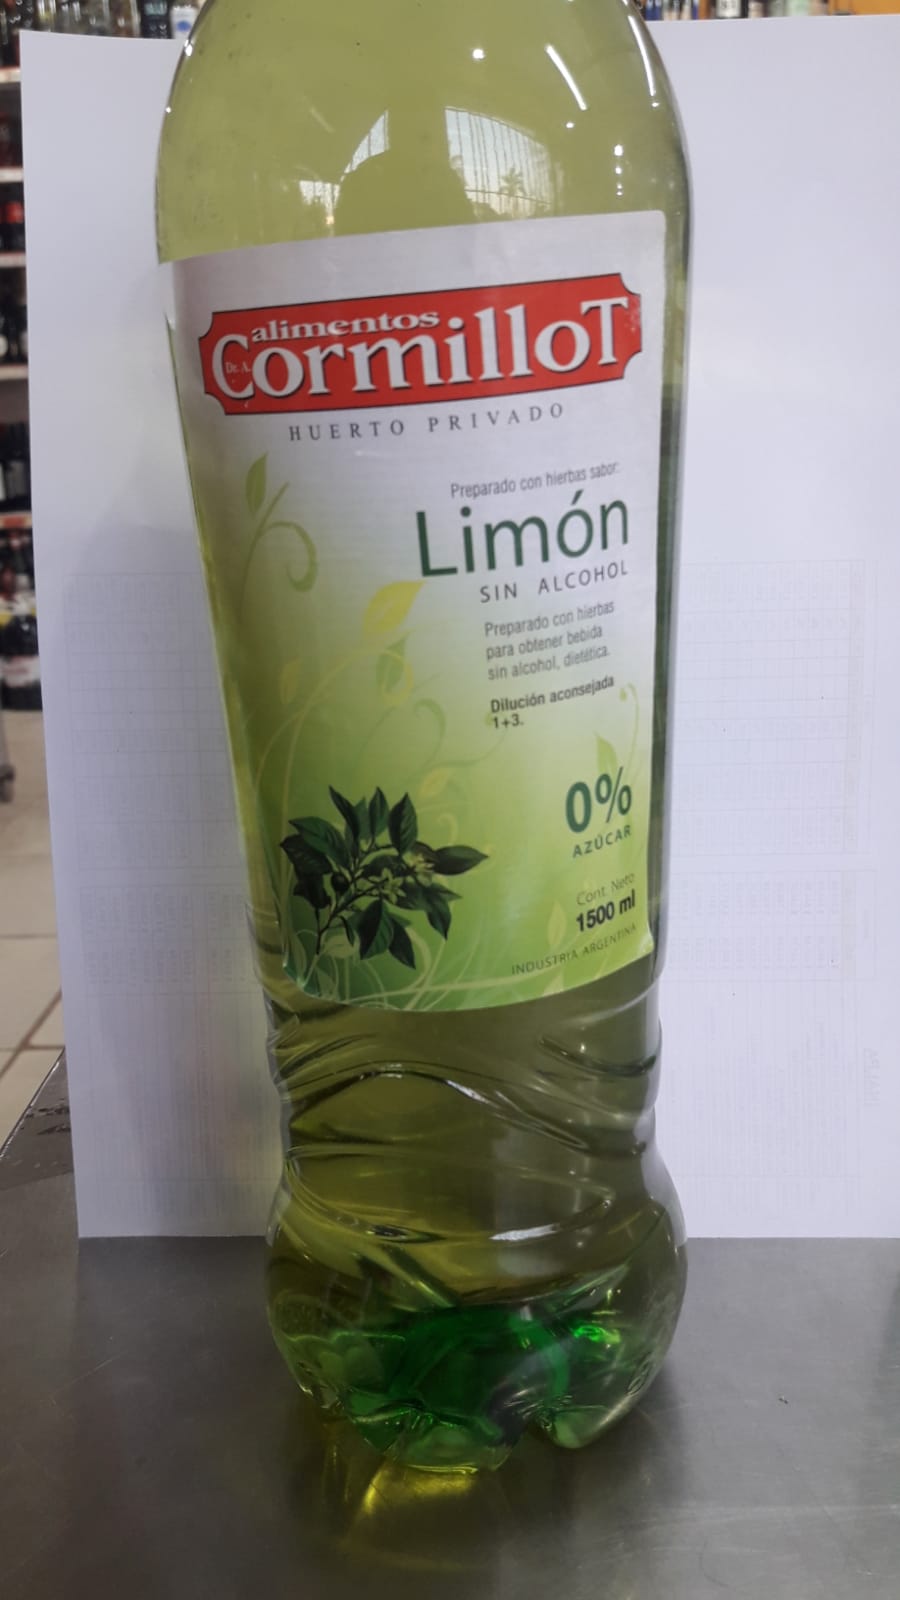 alimentos
Dr. A. Cormillot
HUERTO PRIVADO
Preparado con hierbas sabor:
Limón
SIN ALCOHOL
Preparado con hierbas
para obtener bebida
sin alcohol, dietética.
Dilución aconsejada
1+3.
0%
AZÚCAR
Cont. Neto
1500 ml
INDUSTRIA ARGENTINA